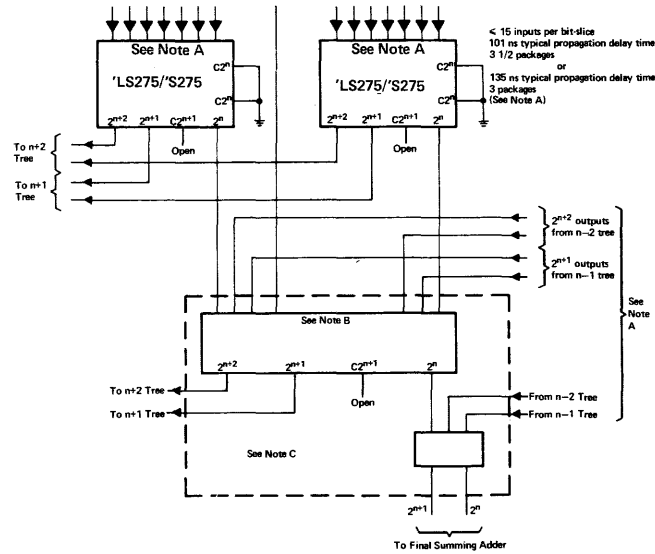 See Note A
C2ⁿ
'LS275/'S275
C2ⁿ
2ⁿ⁺² 2ⁿ⁺¹ C2ⁿ⁺¹ 2ⁿ
Open
See Note A
C2ⁿ
'LS275/'S275
C2ⁿ
2ⁿ⁺² 2ⁿ⁺¹ C2ⁿ⁺¹ 2ⁿ
Open
< 15 inputs per bit-slice
101 ns typical propagation delay time
3 1/2 packages
or
135 ns typical propagation delay time
3 packages
(See Note A)
To n+2
Tree
To n+1
Tree
2ⁿ⁺² outputs
from n–2 tree
2ⁿ⁺¹ outputs
from n–1 tree
See
Note
A
See Note B
2ⁿ⁺² 2ⁿ⁺¹ C2ⁿ⁺¹ 2ⁿ
To n+2 Tree
To n+1 Tree
Open
From n–2 Tree
From n–1 Tree
See Note C
2ⁿ⁺¹ 2ⁿ
To Final Summing Adder